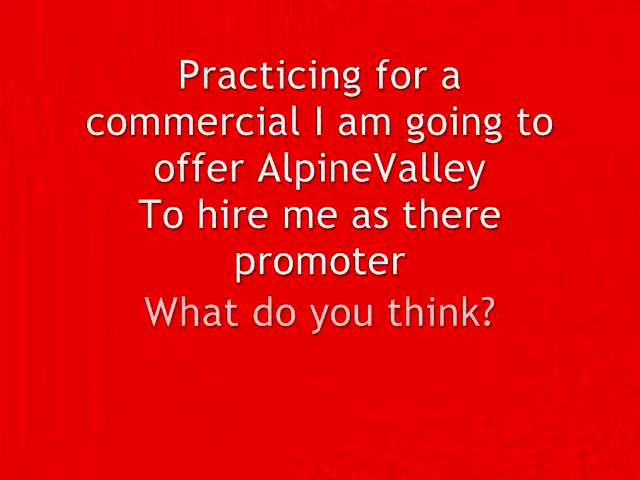 Practicing for a
commercial I am going to
offer AlpineValley
To hire me as there
promoter
What do you think?